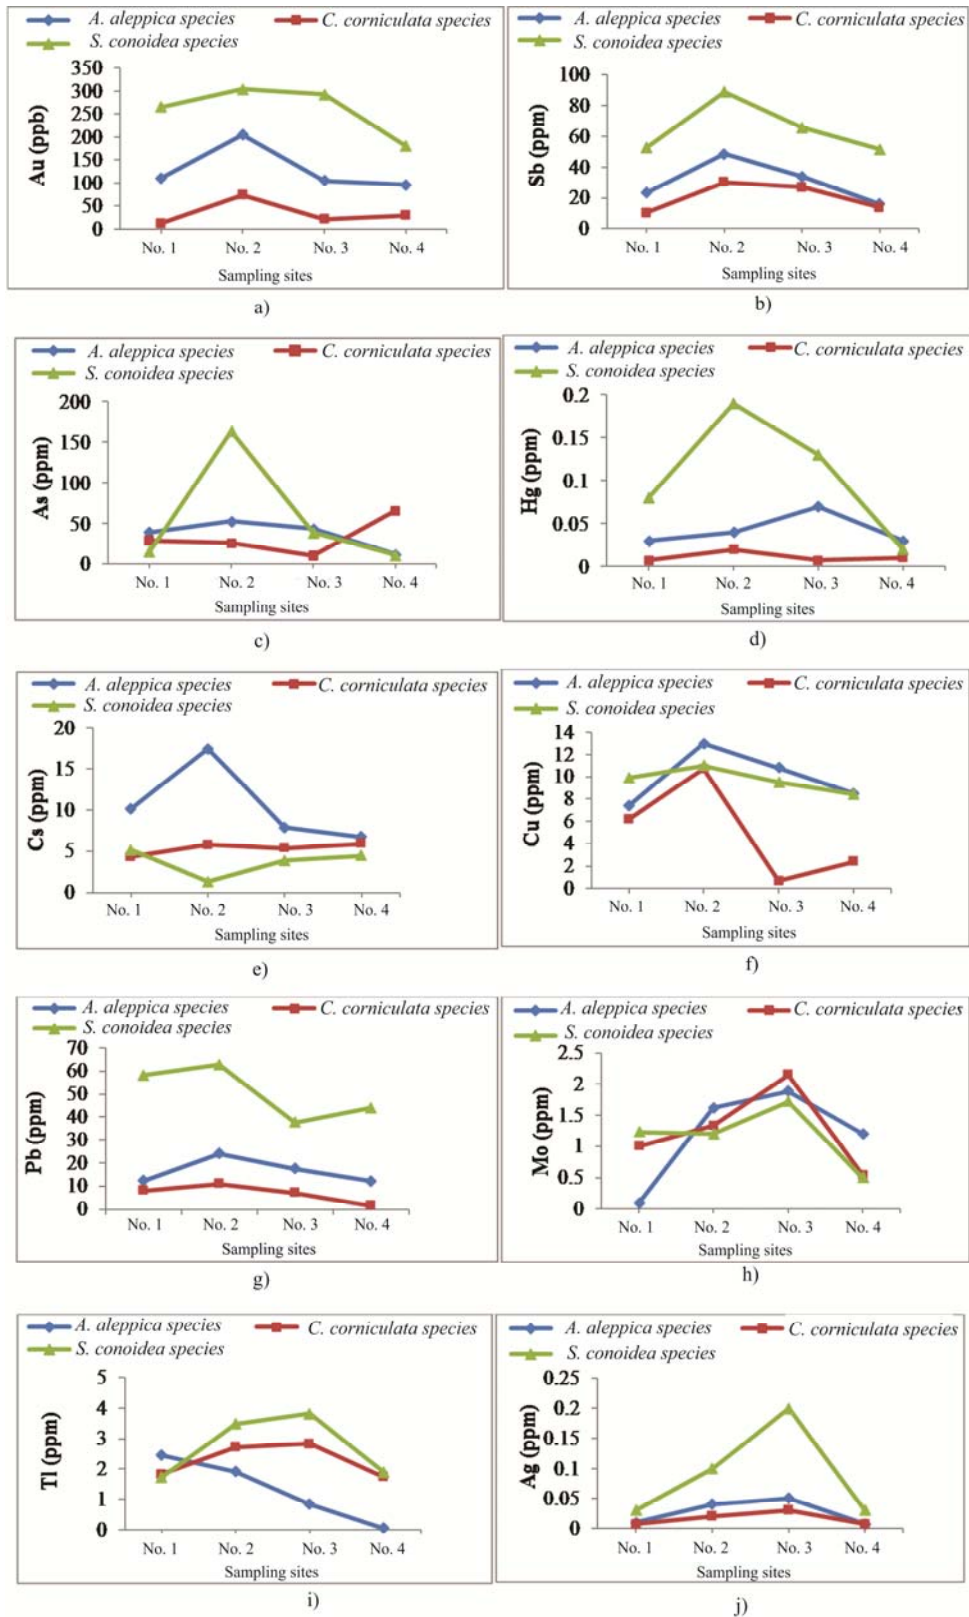 A. aleppica species C. corniculata species
S. conoidea species
350
300
250
200
150
100
50
0
Au (ppb)
No. 1 No. 2 No. 3 No. 4
Sampling sites
a)
A. aleppica species C. corniculata species
S. conoidea species
100
80
60
40
20
0
Sb (ppm)
No. 1 No. 2 No. 3 No. 4
Sampling sites
b)
A. aleppica species C. corniculata species
S. conoidea species
200
150
100
50
0
As (ppm)
No. 1 No. 2 No. 3 No. 4
Sampling sites
c)
A. aleppica species C. corniculata species
S. conoidea species
0.2
0.15
0.1
0.05
0
Hg (ppm)
No. 1 No. 2 No. 3 No. 4
Sampling sites
d)
A. aleppica species C. corniculata species
S. conoidea species
20
15
10
5
0
Cs (ppm)
No. 1 No. 2 No. 3 No. 4
Sampling sites
e)
A. aleppica species C. corniculata species
S. conoidea species
14
12
10
8
6
4
2
0
Cu (ppm)
No. 1 No. 2 No. 3 No. 4
Sampling sites
f)
A. aleppica species C. corniculata species
S. conoidea species
70
60
50
40
30
20
10
0
Pb (ppm)
No. 1 No. 2 No. 3 No. 4
Sampling sites
g)
A. aleppica species C. corniculata species
S. conoidea species
2.5
2
1.5
1
0.5
0
Mo (ppm)
No. 1 No. 2 No. 3 No. 4
Sampling sites
h)
A. aleppica species C. corniculata species
S. conoidea species
5
4
3
2
1
0
Tl (ppm)
No. 1 No. 2 No. 3 No. 4
Sampling sites
i)
A. aleppica species C. corniculata species
S. conoidea species
0.25
0.2
0.15
0.1
0.05
0
Ag (ppm)
No. 1 No. 2 No. 3 No. 4
Sampling sites
j)